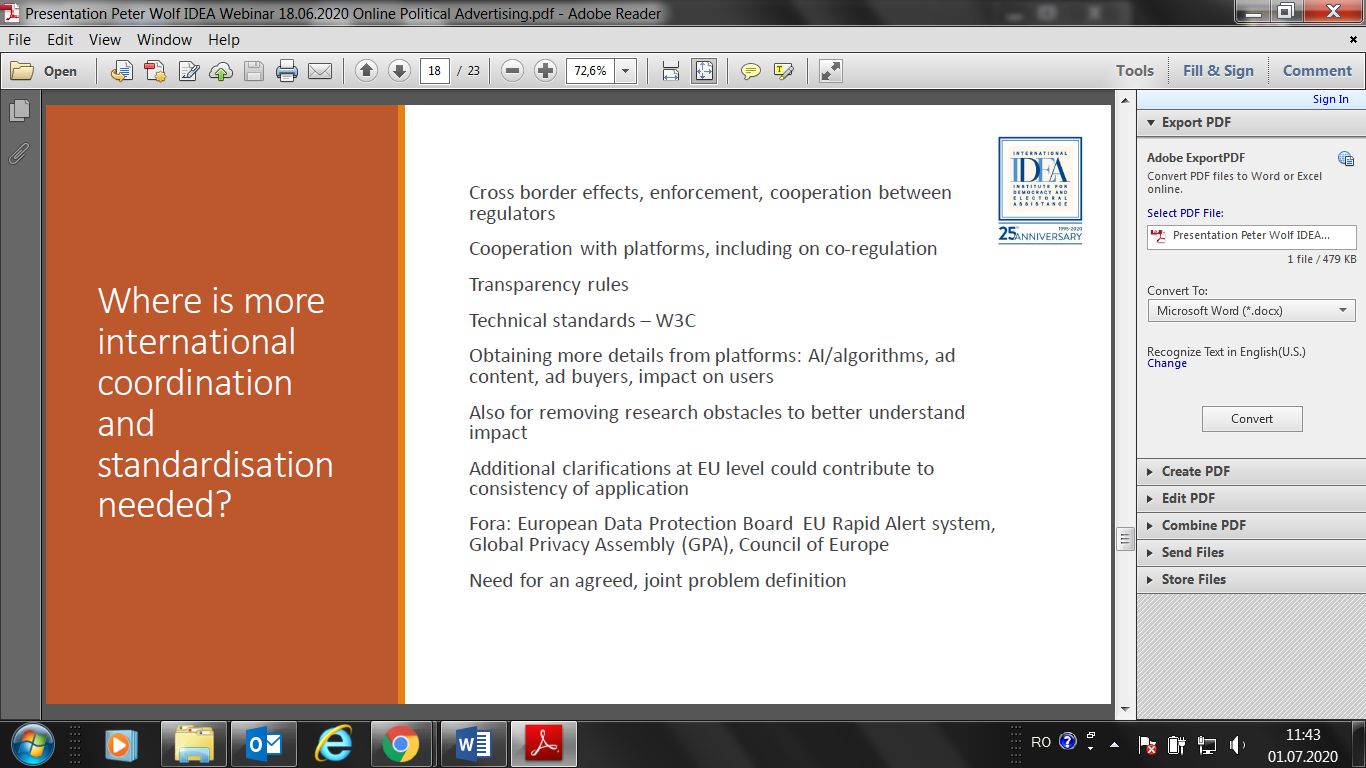 Presentation Peter Wolf IDEA Webinar 18.06.2020 Online Political Advertising.pdf - Adobe Reader
File Edit View Window Help
Open 18 / 23 72,6% Tools Fill & Sign Comment
Where is more
international
coordination
and
standardisation
needed?
INTERNATIONAL
IDEA
INSTITUTE FOR
DEMOCRACY AND
ELECTORAL
ASSISTANCE
1995-2020
25th ANNIVERSARY
Cross border effects, enforcement, cooperation between
regulators
Cooperation with platforms, including on co-regulation
Transparency rules
Technical standards – W3C
Obtaining more details from platforms: AI/algorithms, ad
content, ad buyers, impact on users
Also for removing research obstacles to better understand
impact
Additional clarifications at EU level could contribute to
consistency of application
Fora: European Data Protection Board EU Rapid Alert system,
Global Privacy Assembly (GPA), Council of Europe
Need for an agreed, joint problem definition
Sign In
Export PDF
Adobe ExportPDF
Convert PDF files to Word or Excel
online.
Select PDF File:
Presentation Peter Wolf IDEA...
1 file / 479 KB
Convert To:
Microsoft Word (*.docx)
Recognize Text in English(U.S.)
Change
Convert
Create PDF
Edit PDF
Combine PDF
Send Files
Store Files
RO
11:43
01.07.2020